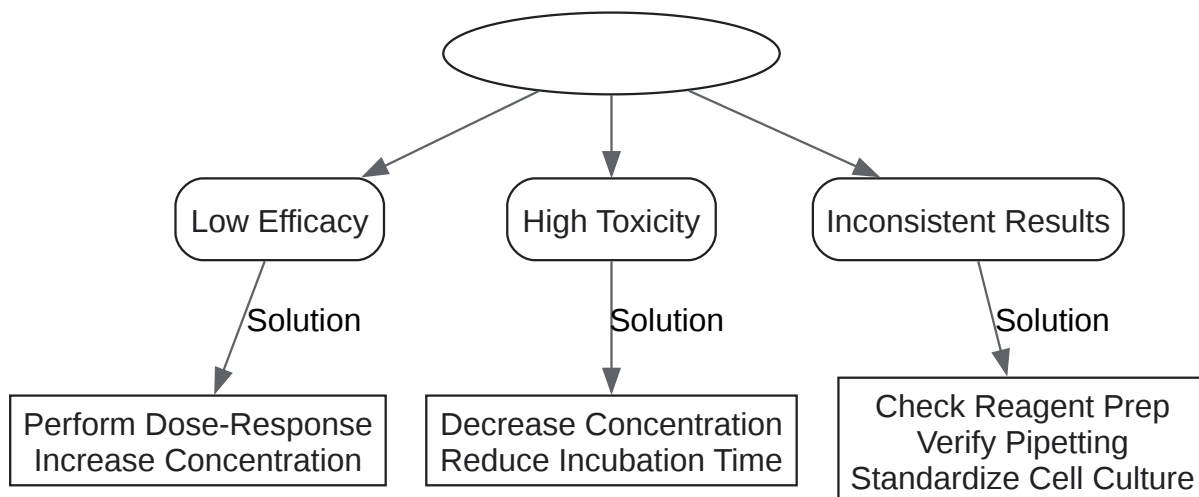 Low Efficacy
High Toxicity
Inconsistent Results
Solution
Solution
Solution
Perform Dose-Response
Increase Concentration
Decrease Concentration
Reduce Incubation Time
Check Reagent Prep
Verify Pipetting
Standardize Cell Culture